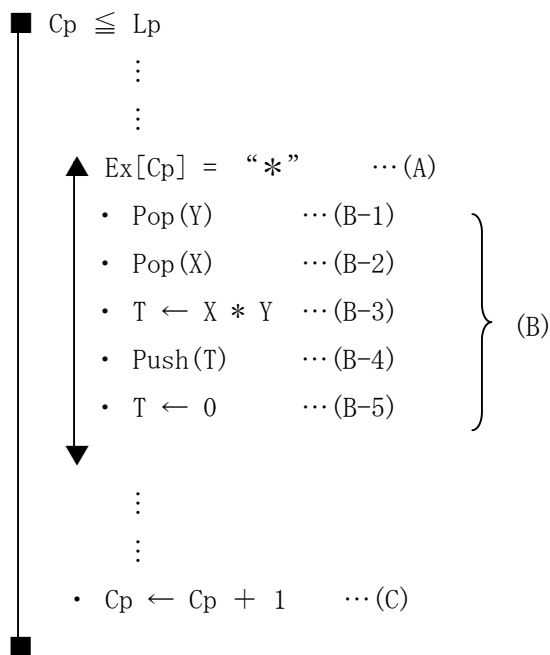 ■ Cp ≦ Lp
⋮
⋮
▲ Ex[Cp] = “*” …(A)
・ Pop(Y) …(B-1)
・ Pop(X) …(B-2)
・ T ← X * Y …(B-3)
(B)
・ Push(T) …(B-4)
・ T ← 0 …(B-5)
▼
⋮
⋮
・ Cp ← Cp + 1 …(C)
■